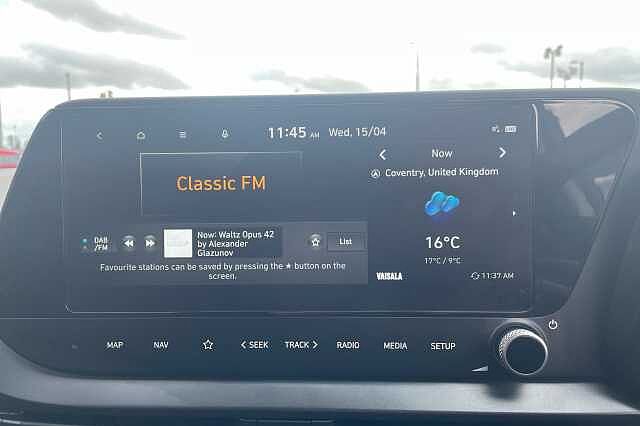 11:45 AM Wed, 15/04
Classic FM
Now
Coventry, United Kingdom
DAB
/FM
Now: Waltz Opus 42
by Alexander
Glazunov
List
Favourite stations can be saved by pressing the ★ button on the
screen.
16°C
17°C / 9°C
VAISALA
11:37 AM
MAP NAV SEEK TRACK RADIO MEDIA SETUP